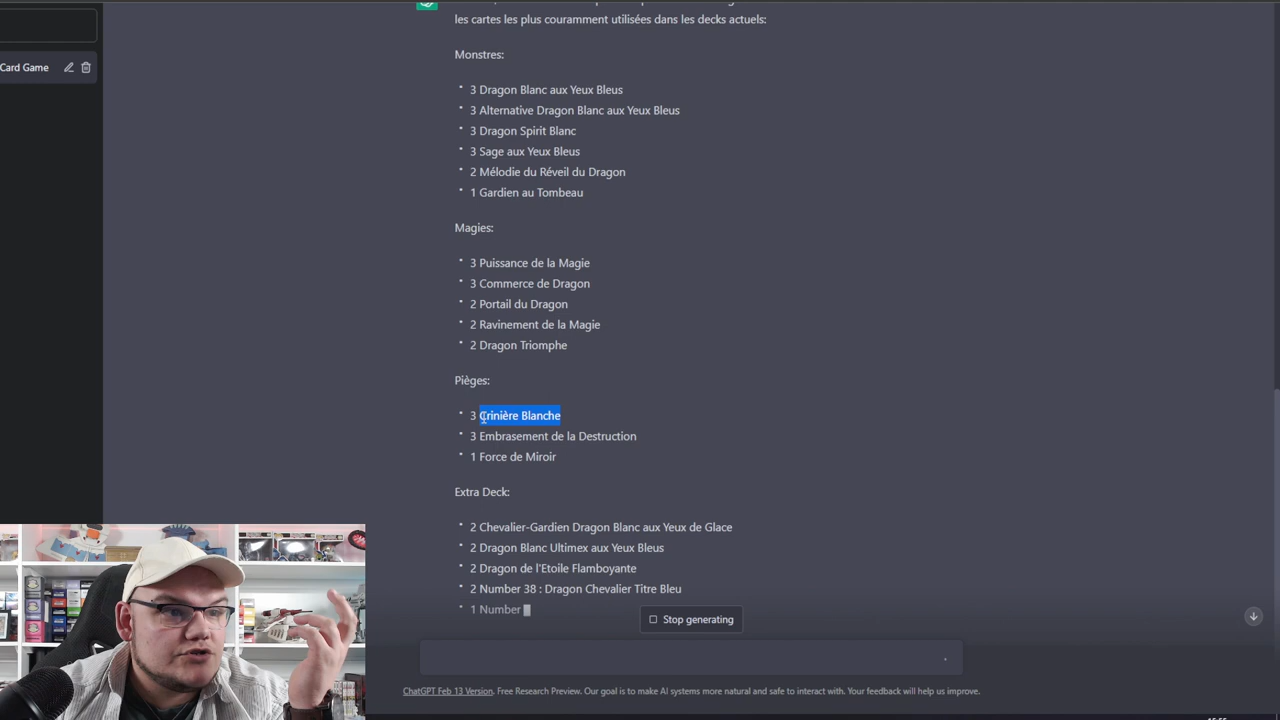 les cartes les plus couramment utilisées dans les decks actuels:
Monstres:
3 Dragon Blanc aux Yeux Bleus
3 Alternative Dragon Blanc aux Yeux Bleus
3 Dragon Spirit Blanc
3 Sage aux Yeux Bleus
2 Mélodie du Réveil du Dragon
1 Gardien au Tombeau
Magies:
3 Puissance de la Magie
3 Commerce de Dragon
2 Portail du Dragon
2 Ravinement de la Magie
2 Dragon Triomphe
Pièges:
3 Crinière Blanche
3 Embrasement de la Destruction
1 Force de Miroir
Extra Deck:
2 Chevalier-Gardien Dragon Blanc aux Yeux de Glace
2 Dragon Blanc Ultimex aux Yeux Bleus
2 Dragon de l'Etoile Flamboyante
2 Number 38 : Dragon Chevalier Titre Bleu
1 Number
Card Game
Stop generating
ChatGPT Feb 13 Version. Free Research Preview. Our goal is to make AI systems more natural and safe to interact with. Your feedback will help us improve.